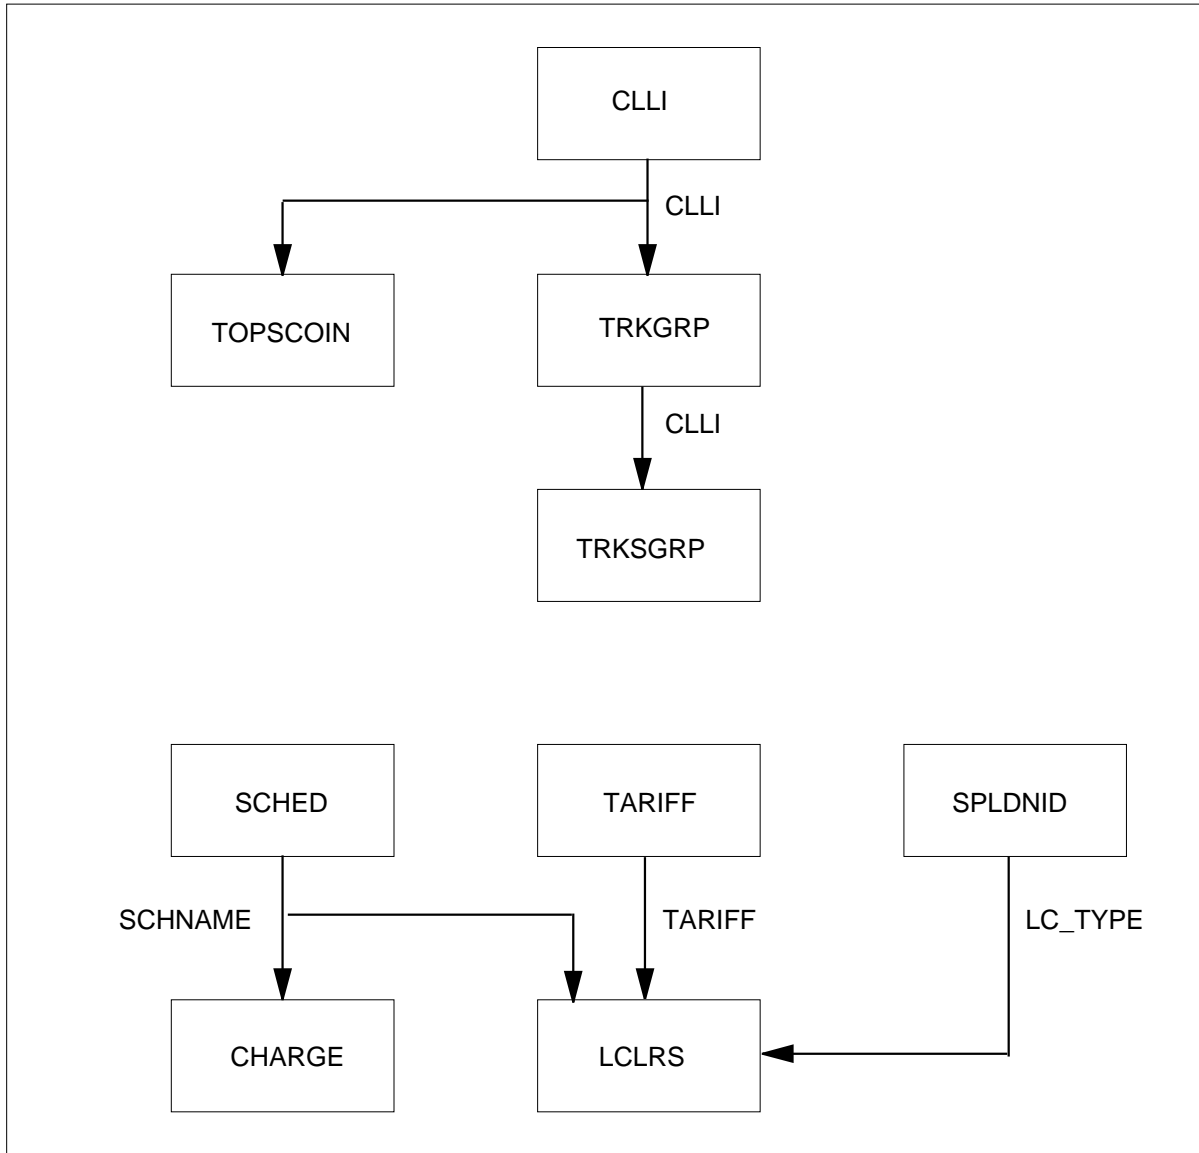 CLLI
CLLI
TOPSCOIN
TRKGRP
CLLI
TRKSGRP
SCHED
TARIFF
SPLDNID
SCHNAME
TARIFF
LC_TYPE
CHARGE
LCLRS